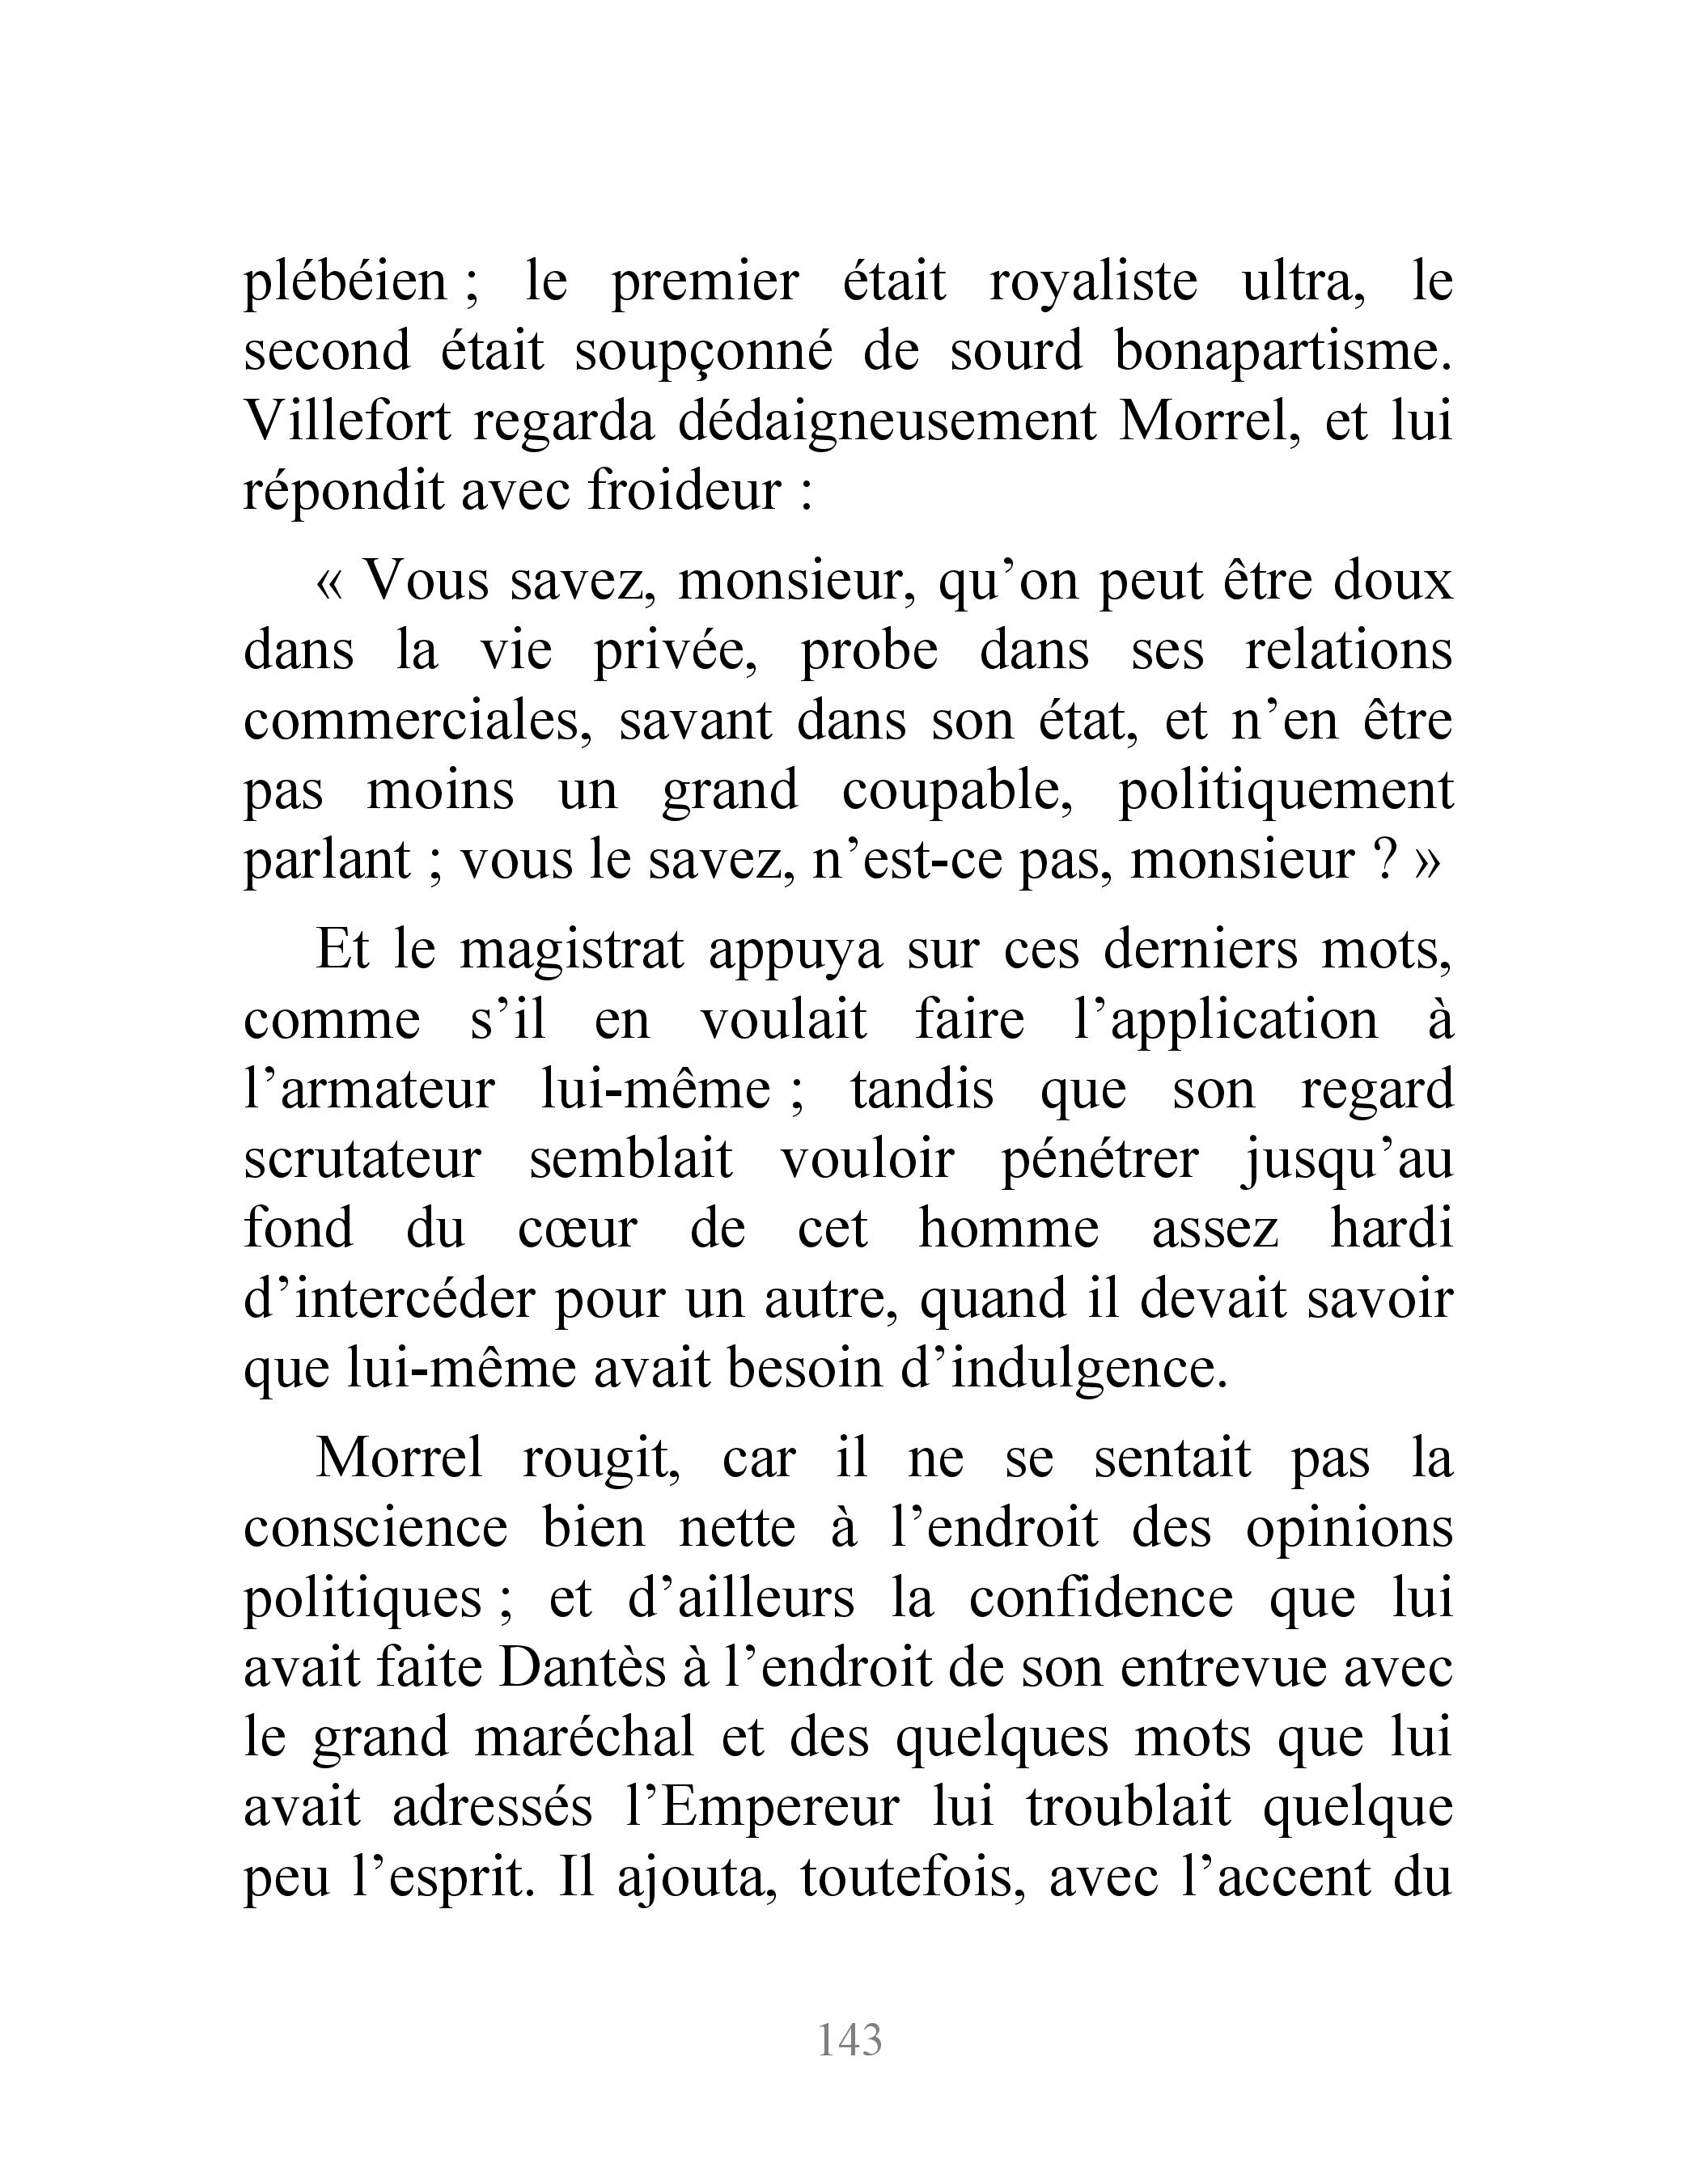 plébéien ; le premier était royaliste ultra, le
second était soupçonné de sourd bonapartisme.
Villefort regarda dédaigneusement Morrel, et lui
répondit avec froideur :
« Vous savez, monsieur, qu’on peut être doux
dans la vie privée, probe dans ses relations
commerciales, savant dans son état, et n’en être
pas moins un grand coupable, politiquement
parlant ; vous le savez, n’est-ce pas, monsieur ? »
Et le magistrat appuya sur ces derniers mots,
comme s’il en voulait faire l’application à
l’armateur lui-même ; tandis que son regard
scrutateur semblait vouloir pénétrer jusqu’au
fond du cœur de cet homme assez hardi
d’intercéder pour un autre, quand il devait savoir
que lui-même avait besoin d’indulgence.
Morrel rougit, car il ne se sentait pas la
conscience bien nette à l’endroit des opinions
politiques ; et d’ailleurs la confidence que lui
avait faite Dantès à l’endroit de son entrevue avec
le grand maréchal et des quelques mots que lui
avait adressés l’Empereur lui troublait quelque
peu l’esprit. Il ajouta, toutefois, avec l’accent du
143